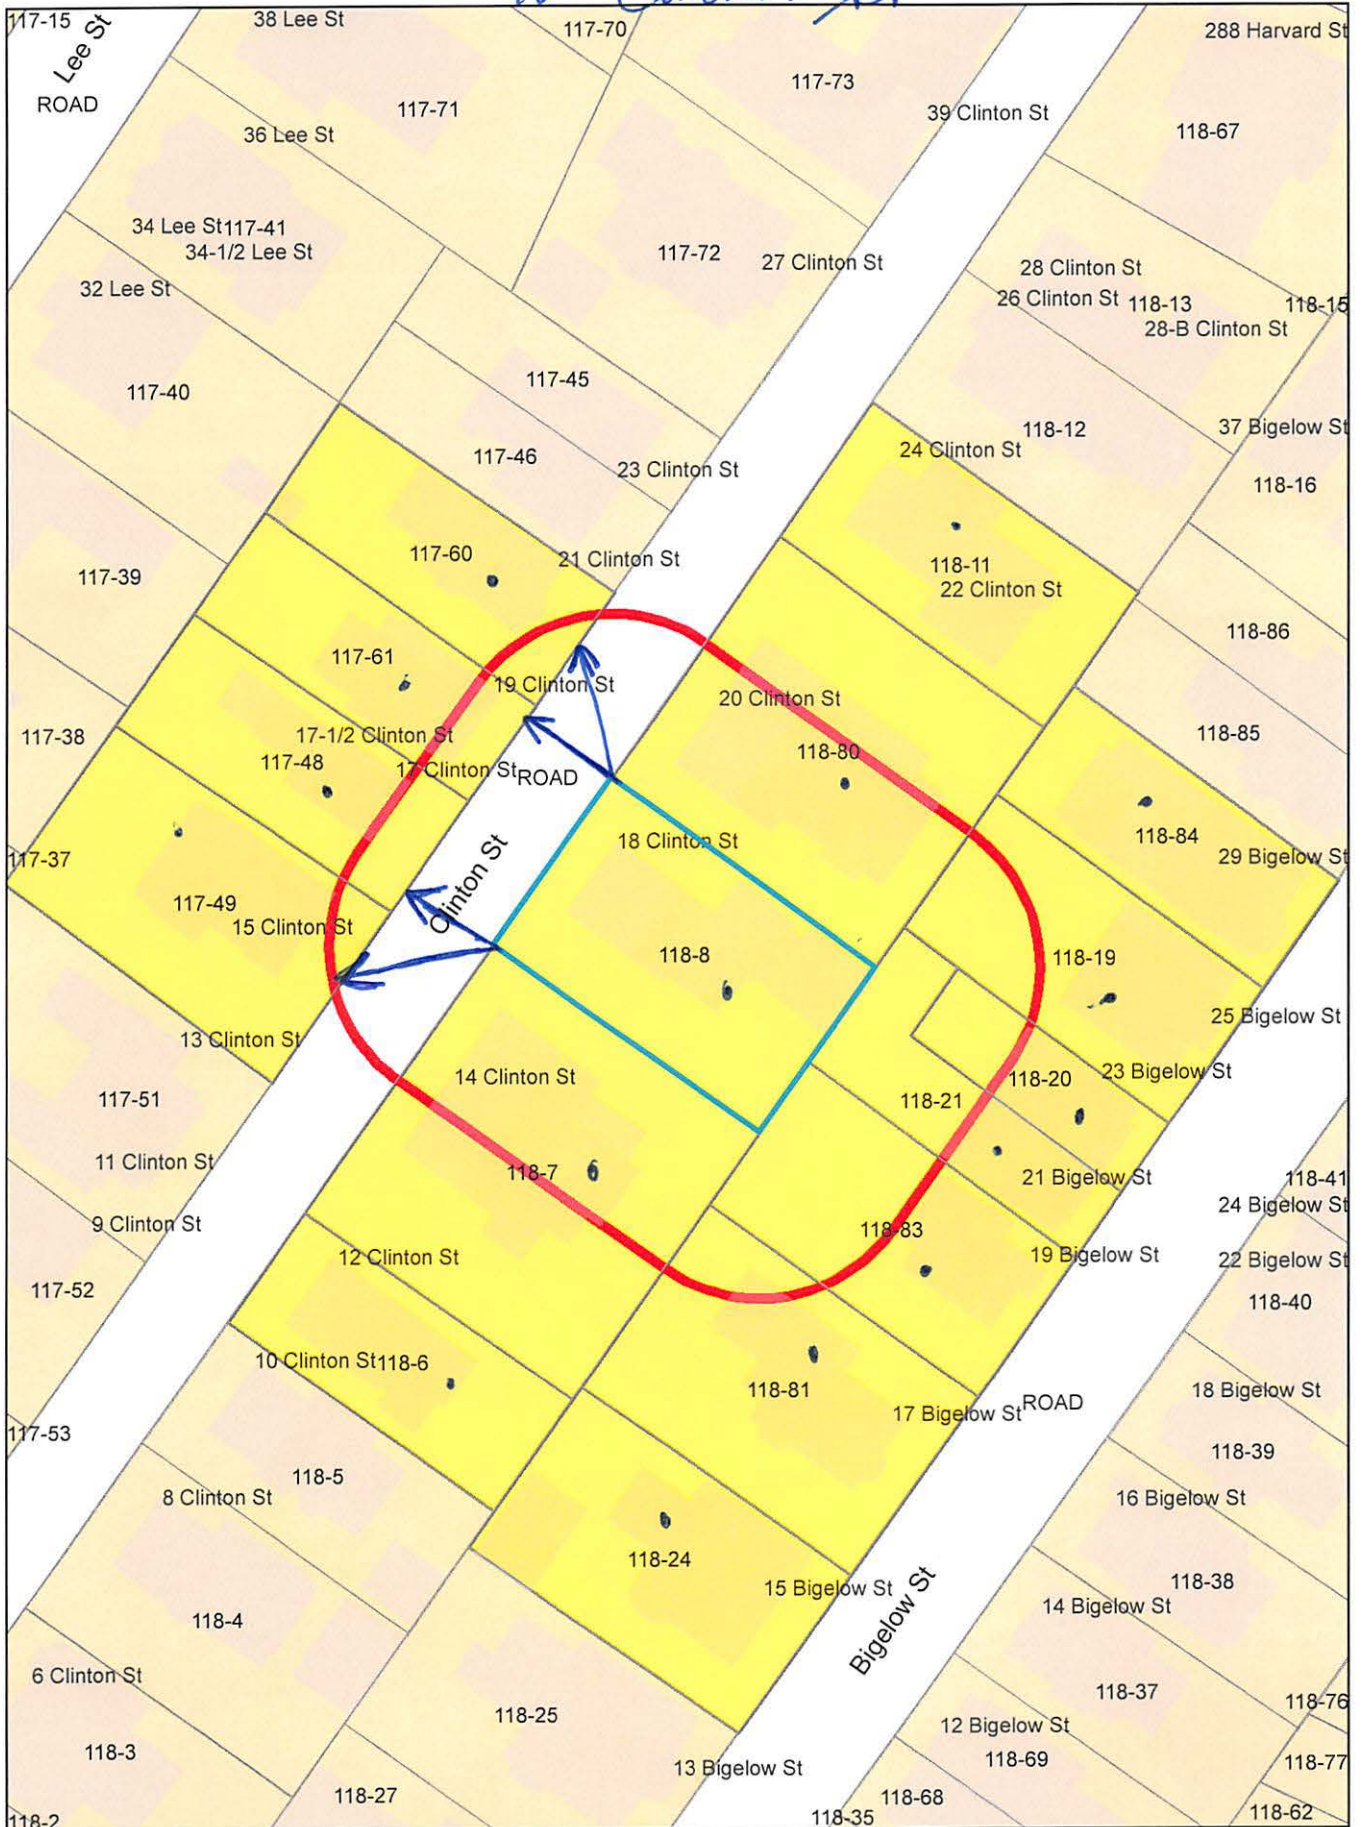 117-15
38 Lee St
117-70
288 Harvard St
Lee St
ROAD
117-71
117-73
39 Clinton St
118-67
36 Lee St
34 Lee St 117-41
34-1/2 Lee St
117-72
27 Clinton St
28 Clinton St
32 Lee St
26 Clinton St 118-13
118-15
28-B Clinton St
117-40
117-45
118-12
37 Bigelow St
24 Clinton St
117-46
23 Clinton St
118-16
117-60
21 Clinton St
118-11
22 Clinton St
117-39
118-86
117-61
19 Clinton St
20 Clinton St
118-85
117-38
17-1/2 Clinton St
118-80
117-48
17 Clinton St
ROAD
118-84
18 Clinton St
29 Bigelow St
117-37
Clinton St
117-49
15 Clinton St
118-8
118-19
25 Bigelow St
13 Clinton St
14 Clinton St
118-20
23 Bigelow St
117-51
118-21
11 Clinton St
118-7
21 Bigelow St
118-41
24 Bigelow St
9 Clinton St
118-83
12 Clinton St
19 Bigelow St
22 Bigelow St
117-52
118-40
10 Clinton St 118-6
118-81
18 Bigelow St
17 Bigelow St
ROAD
117-53
118-39
118-5
8 Clinton St
16 Bigelow St
118-24
15 Bigelow St
118-38
14 Bigelow St
118-4
Bigelow St
6 Clinton St
118-37
118-76
118-25
12 Bigelow St
118-3
118-69
118-77
13 Bigelow St
118-27
118-68
118-62
118-2
118-35